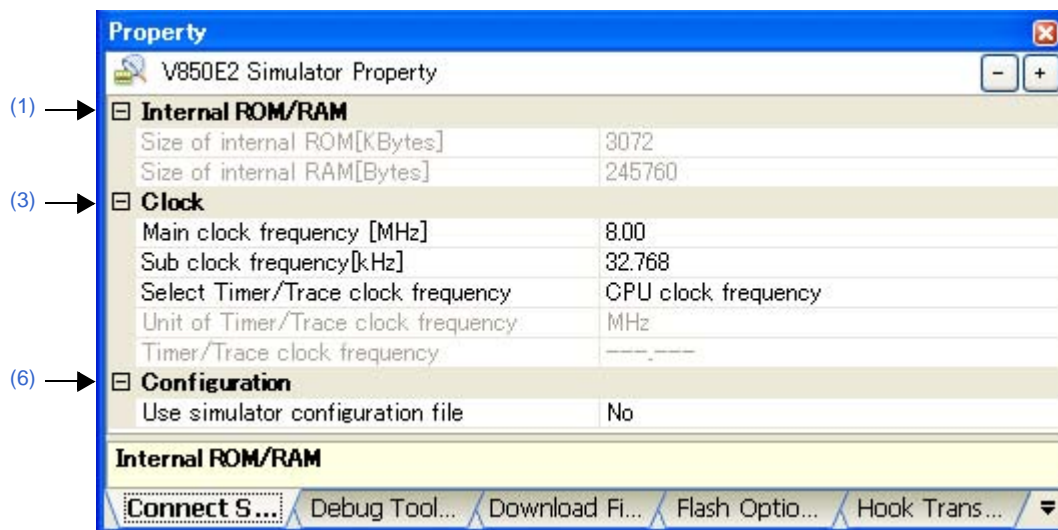 Property
V850E2 Simulator Property
- +
(1) Internal ROM/RAM
Size of internal ROM[KBytes] 3072
Size of internal RAM[Bytes] 245760
(3) Clock
Main clock frequency [MHz] 8.00
Sub clock frequency[kHz] 32.768
Select Timer/Trace clock frequency CPU clock frequency
Unit of Timer/Trace clock frequency MHz
Timer/Trace clock frequency ---.---
(6) Configuration
Use simulator configuration file No
Internal ROM/RAM
Connect S... Debug Tool... Download Fi... Flash Optio... Hook Trans...